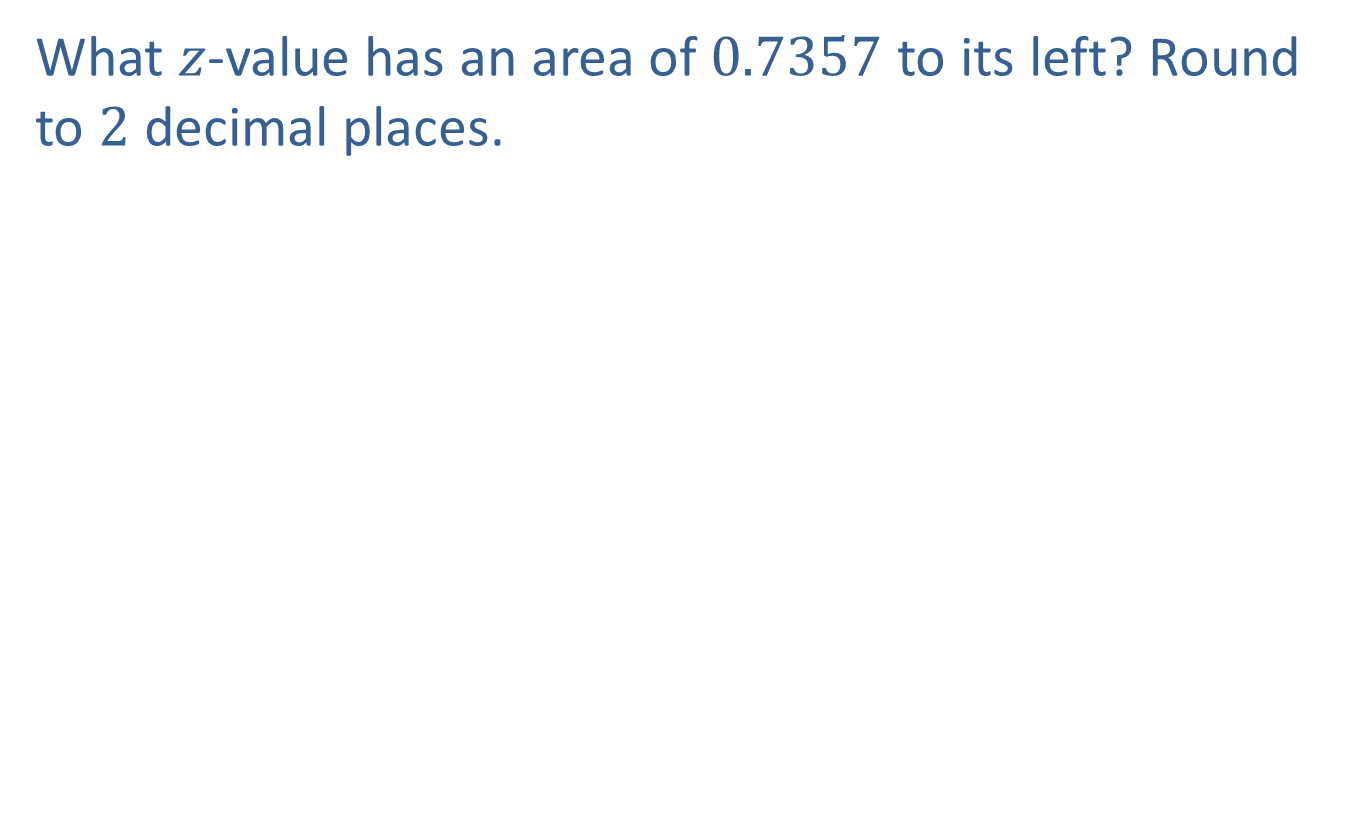 What z-value has an area of 0.7357 to its left? Round
to 2 decimal places.